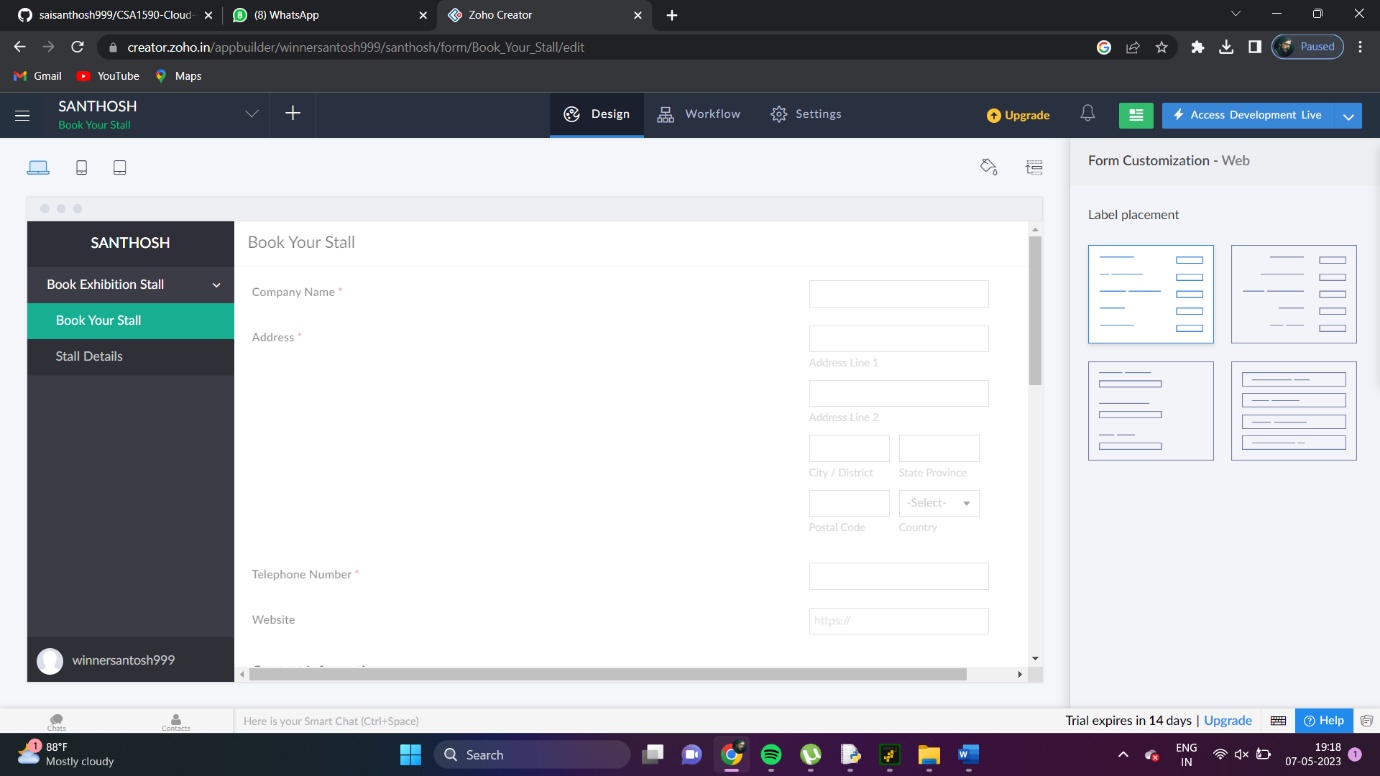 saisanthosh999/CSA1590-Cloud-
(8) WhatsApp
Zoho Creator
creator.zoho.in/appbuilder/winnersantosh999/santhosh/form/Book_Your_Stall/edit
Paused
Gmail
YouTube
Maps
SANTHOSH
Book Your Stall
Design
Workflow
Settings
Upgrade
Access Development Live
Form Customization - Web
Label placement
SANTHOSH
Book Exhibition Stall
Book Your Stall
Stall Details
winnersantosh999
Book Your Stall
Company Name *
Address *
Address Line 1
Address Line 2
City / District
State Province
-Select-
Postal Code
Country
Telephone Number *
Website
https://
Chats
Contacts
Here is your Smart Chat (Ctrl+Space)
Trial expires in 14 days | Upgrade
Help
1
88°F
Mostly cloudy
Search
ENG
IN
19:18
07-05-2023
1